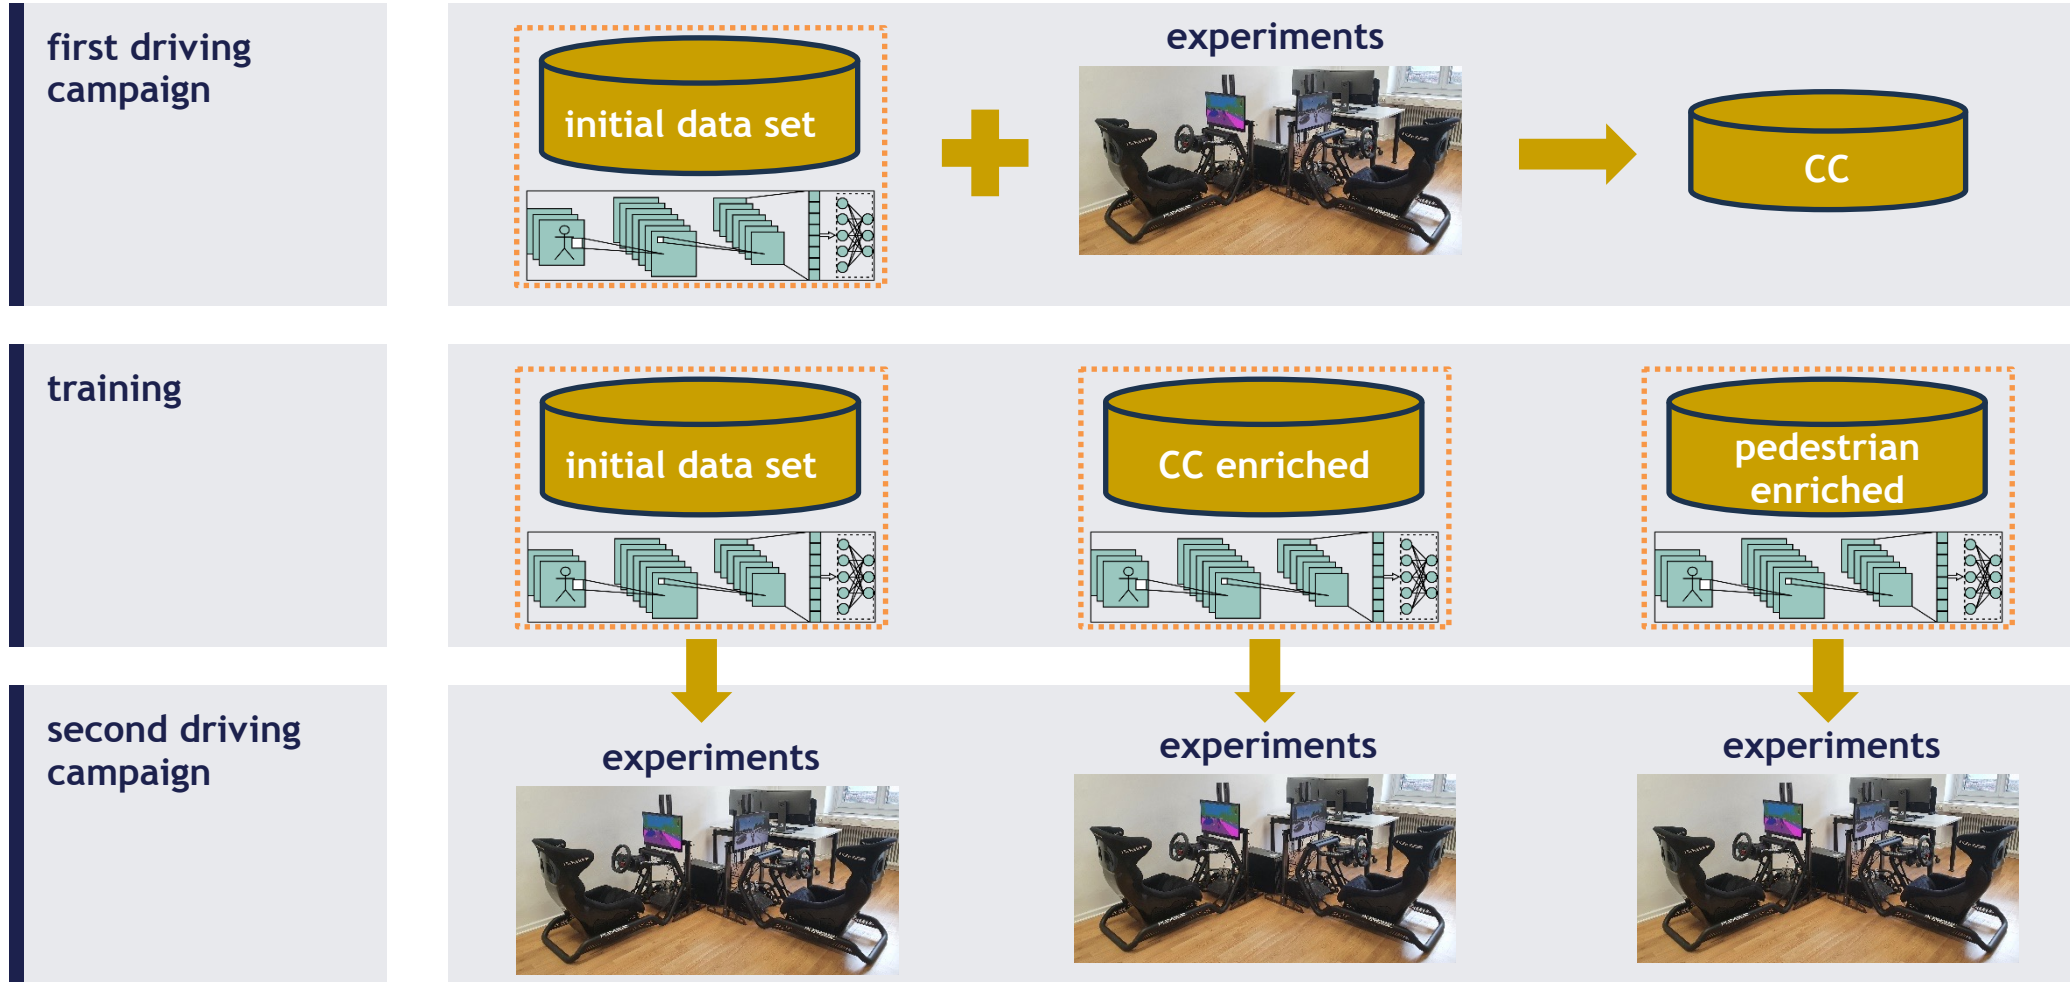 first driving
campaign
initial data set
experiments
CC
training
initial data set
CC enriched
pedestrian
enriched
second driving
campaign
experiments
experiments
experiments